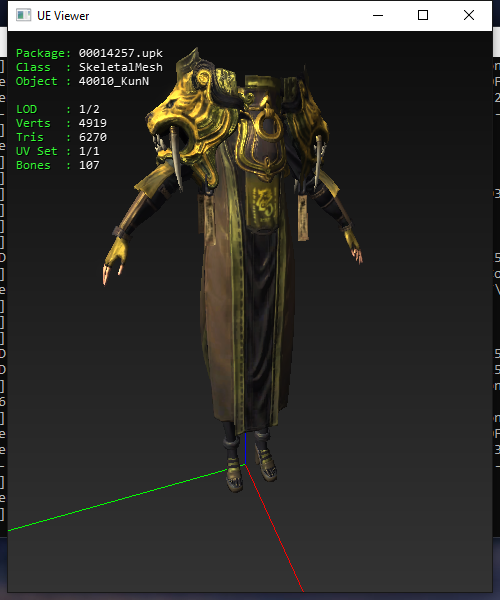 UE Viewer
Package: 00014257.upk
Class  : SkeletalMesh
Object : 40010_KunN
LOD    : 1/2
Verts  : 4919
Tris   : 6270
UV Set : 1/1
Bones  : 107